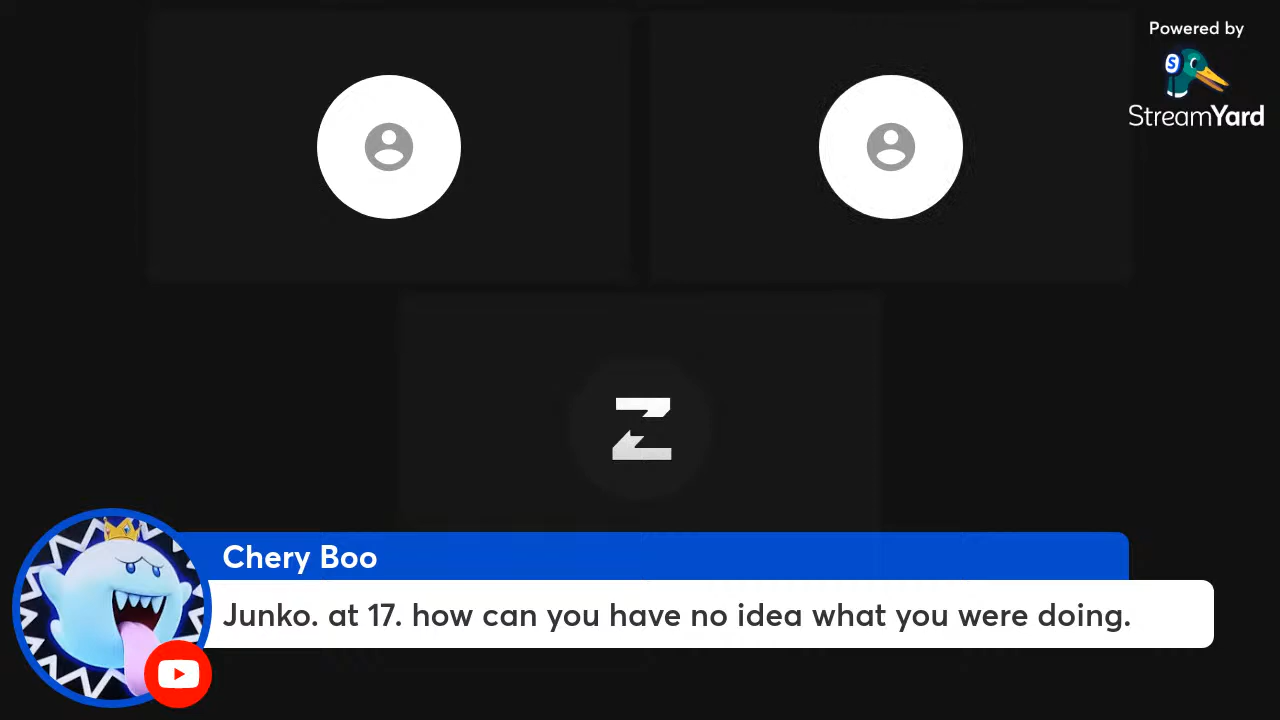 Powered by
StreamYard
Z
Chery Boo
Junko. at 17. how can you have no idea what you were doing.